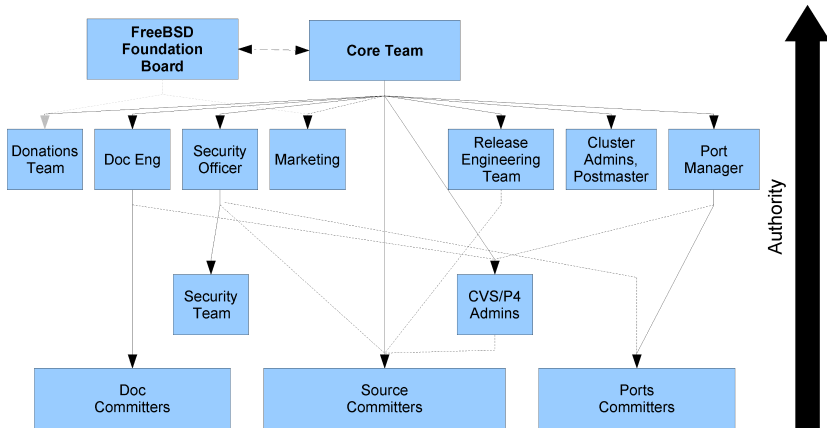 FreeBSD
Foundation
Board
Core Team
Donations
Team
Doc Eng
Security
Officer
Marketing
Release
Engineering
Team
Cluster
Admins,
Postmaster
Port
Manager
Authority
Security
Team
CVS/P4
Admins
Doc
Committers
Source
Committers
Ports
Committers